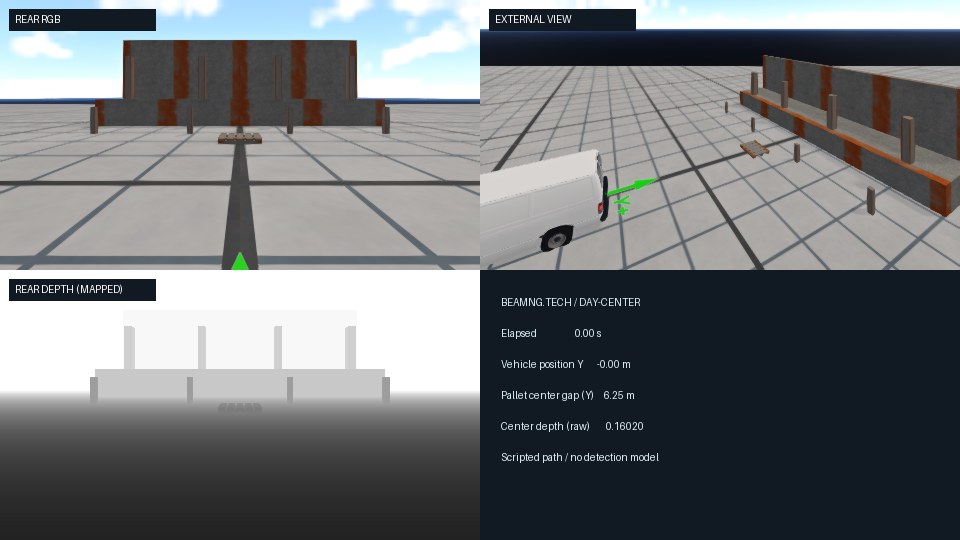 REAR RGB
EXTERNAL VIEW
+Y
REAR DEPTH (MAPPED)
BEAMNG.TECH / DAY-CENTER
Elapsed 0.00 s
Vehicle position Y -0.00 m
Pallet center gap (Y) 6.25 m
Center depth (raw) 0.16020
Scripted path / no detection model